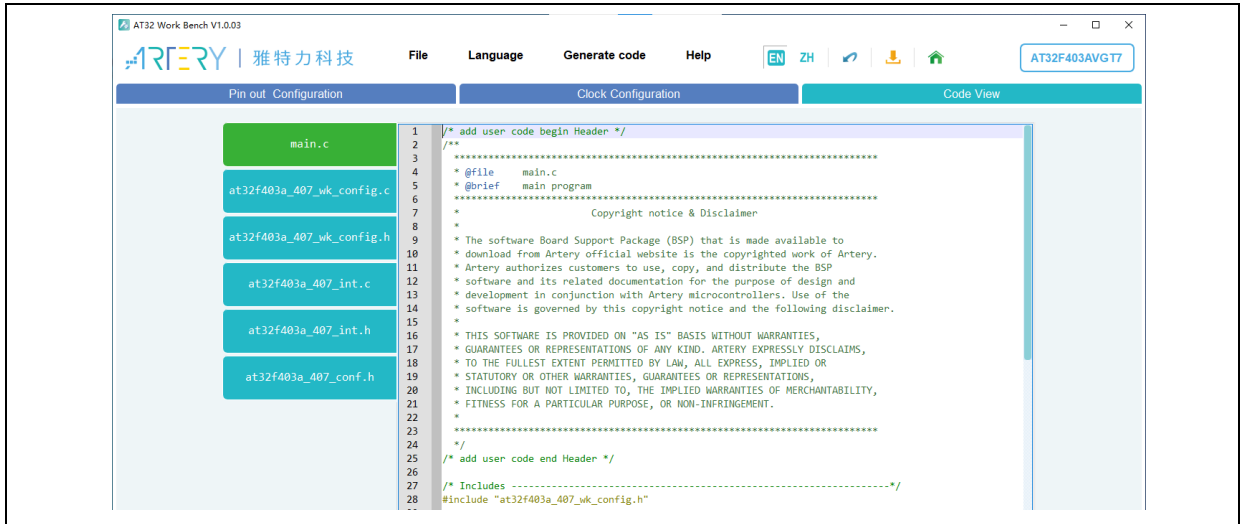 AT32 Work Bench V1.0.03
ARTERY 雅特力科技 File Language Generate code Help EN ZH AT32F403AVGT7
Pin out Configuration Clock Configuration Code View
main.c
at32f403a_407_wk_config.c
at32f403a_407_wk_config.h
at32f403a_407_int.c
at32f403a_407_int.h
at32f403a_407_conf.h
1 /* add user code begin Header */
2 /**
3 **************************************************************************
4 * @file main.c
5 * @brief main program
6 **************************************************************************
7 * Copyright notice & Disclaimer
8 *
9 * The software Board Support Package (BSP) that is made available to
10 * download from Artery official website is the copyrighted work of Artery.
11 * Artery authorizes customers to use, copy, and distribute the BSP
12 * software and its related documentation for the purpose of design and
13 * development in conjunction with Artery microcontrollers. Use of the
14 * software is governed by this copyright notice and the following disclaimer.
15 *
16 * THIS SOFTWARE IS PROVIDED ON "AS IS" BASIS WITHOUT WARRANTIES,
17 * GUARANTEES OR REPRESENTATIONS OF ANY KIND. ARTERY EXPRESSLY DISCLAIMS,
18 * TO THE FULLEST EXTENT PERMITTED BY LAW, ALL EXPRESS, IMPLIED OR
19 * STATUTORY OR OTHER WARRANTIES, GUARANTEES OR REPRESENTATIONS,
20 * INCLUDING BUT NOT LIMITED TO, THE IMPLIED WARRANTIES OF MERCHANTABILITY,
21 * FITNESS FOR A PARTICULAR PURPOSE, OR NON-INFRINGEMENT.
22 *
23 **************************************************************************
24 */
25 /* add user code end Header */
26
27 /* Includes ------------------------------------------------------------------*/
28 #include "at32f403a_407_wk_config.h"